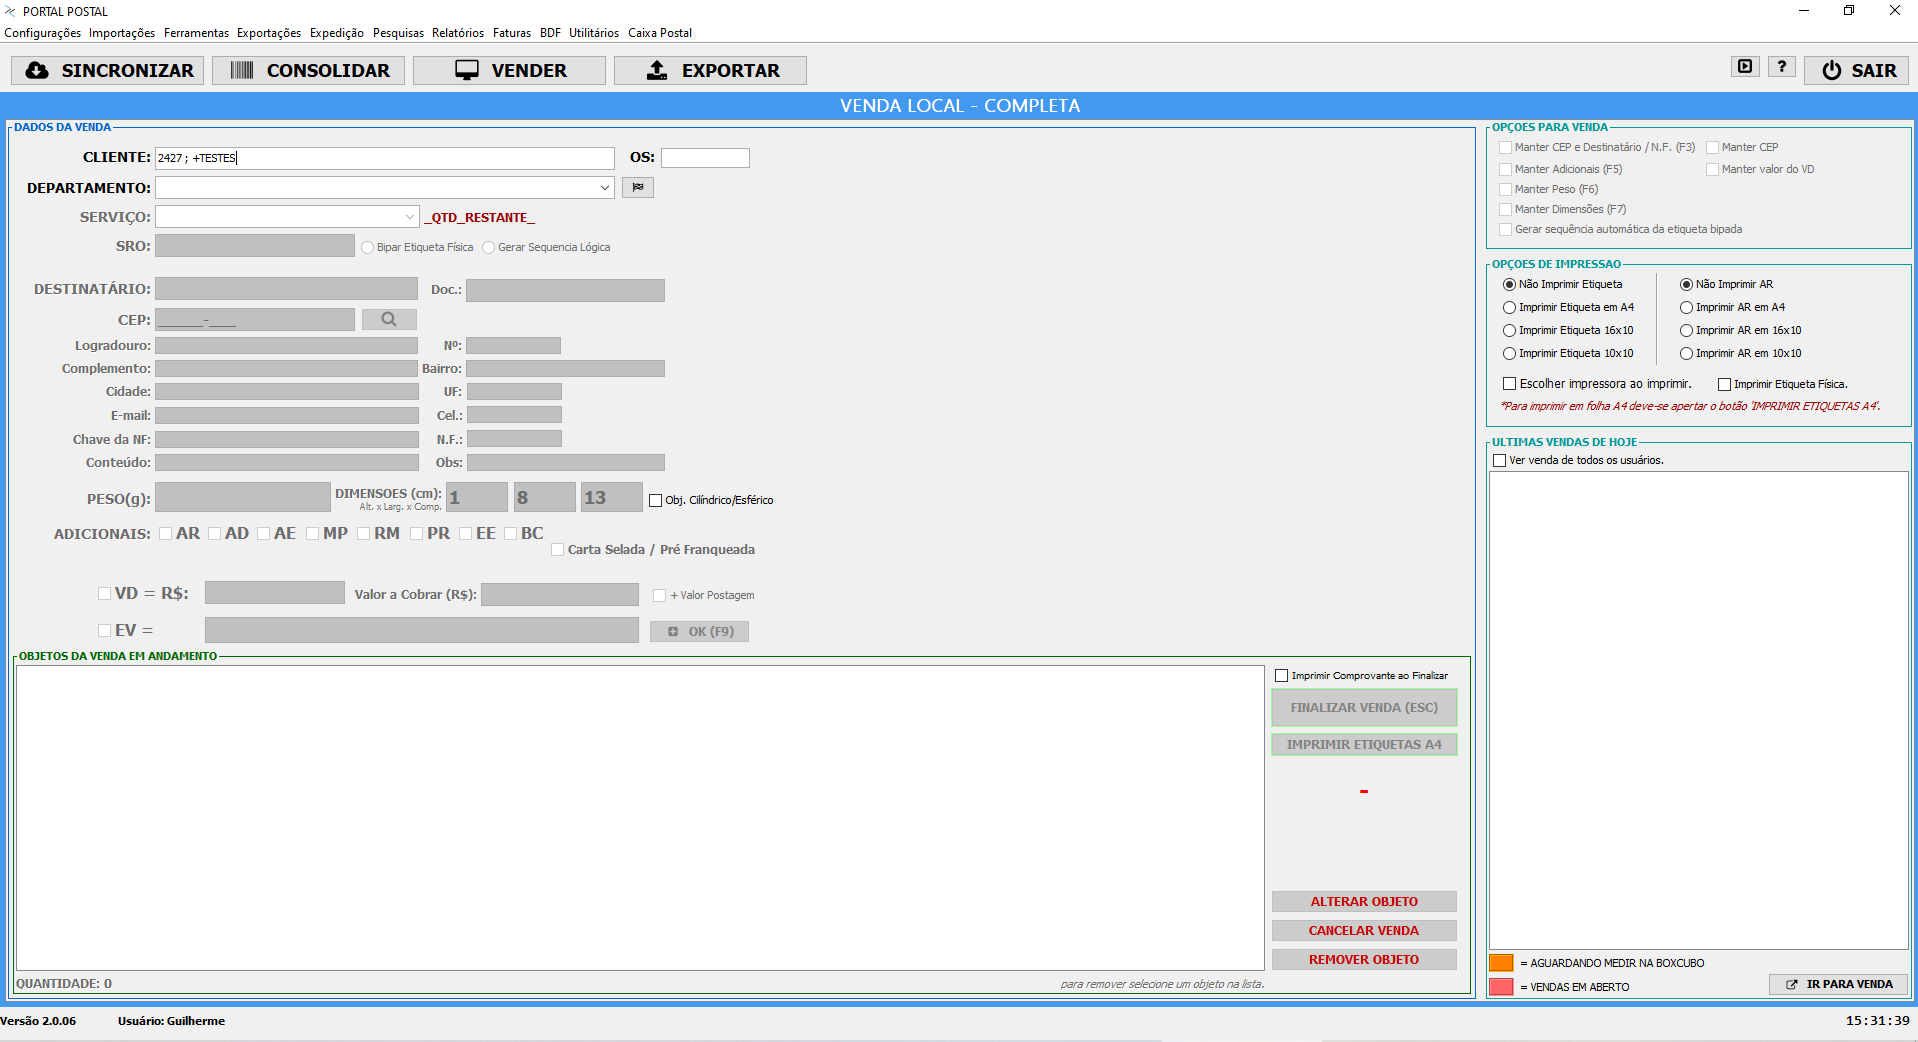 PORTAL POSTAL
Configurações Importações Ferramentas Exportações Expedição Pesquisas Relatórios Faturas BDF Utilitários Caixa Postal
SINCRONIZAR CONSOLIDAR VENDER EXPORTAR ? SAIR
VENDA LOCAL - COMPLETA
DADOS DA VENDA
CLIENTE: 2427 ; +TESTES OS:
DEPARTAMENTO:
SERVIÇO: _QTD_RESTANTE_
SRO: Bipar Etiqueta Física Gerar Sequencia Lógica
DESTINATÁRIO: Doc.:
CEP: _____-___
Logradouro: Nº:
Complemento: Bairro:
Cidade: UF:
E-mail: Cel.:
Chave da NF: N.F.:
Conteúdo: Obs:
PESO(g): DIMENSOES (cm): 1 8 13 Obj. Cilíndrico/Esférico
Alt. x Larg. x Comp.
ADICIONAIS: AR AD AE MP RM PR EE BC
Carta Selada / Pré Franqueada
VD = R$: Valor a Cobrar (R$): + Valor Postagem
EV = OK (F9)
OBJETOS DA VENDA EM ANDAMENTO
Imprimir Comprovante ao Finalizar
FINALIZAR VENDA (ESC)
IMPRIMIR ETIQUETAS A4
-
ALTERAR OBJETO
CANCELAR VENDA
REMOVER OBJETO
QUANTIDADE: 0 para remover selecione um objeto na lista.
OPÇOES PARA VENDA
Manter CEP e Destinatário / N.F. (F3) Manter CEP
Manter Adicionais (F5) Manter valor do VD
Manter Peso (F6)
Manter Dimensões (F7)
Gerar sequência automática da etiqueta bipada
OPÇOES DE IMPRESSAO
Não Imprimir Etiqueta Não Imprimir AR
Imprimir Etiqueta em A4 Imprimir AR em A4
Imprimir Etiqueta 16x10 Imprimir AR em 16x10
Imprimir Etiqueta 10x10 Imprimir AR em 10x10
Escolher impressora ao imprimir. Imprimir Etiqueta Física.
*Para imprimir em folha A4 deve-se apertar o botão 'IMPRIMIR ETIQUETAS A4'.
ULTIMAS VENDAS DE HOJE
Ver venda de todos os usuários.
= AGUARDANDO MEDIR NA BOXCUBO
= VENDAS EM ABERTO IR PARA VENDA
Versão 2.0.06 Usuário: Guilherme 15:31:39